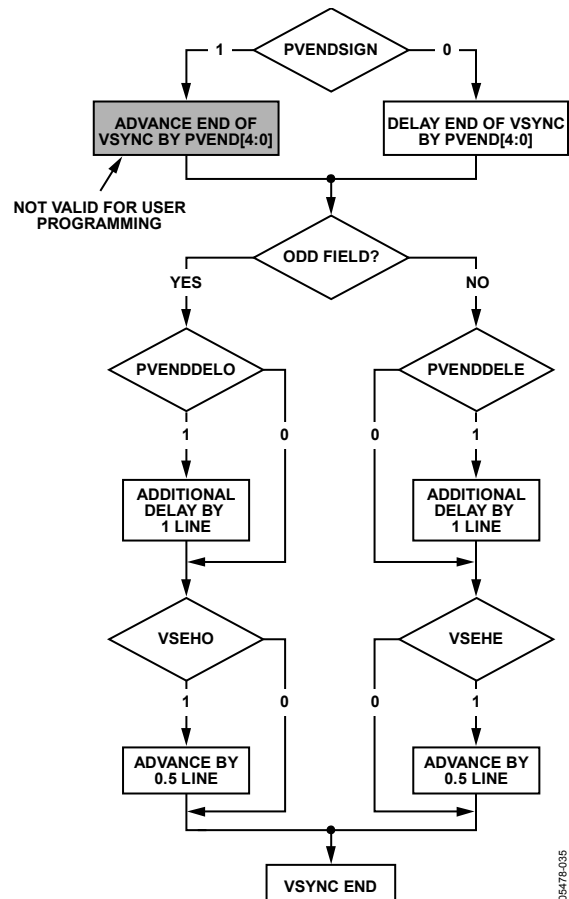 PVENDSIGN
1
0
ADVANCE END OF
VSYNC BY PVEND[4:0]
DELAY END OF VSYNC
BY PVEND[4:0]
NOT VALID FOR USER
PROGRAMMING
ODD FIELD?
YES
NO
PVENDDELO
PVENDDELE
1
0
0
1
ADDITIONAL
DELAY BY
1 LINE
ADDITIONAL
DELAY BY
1 LINE
VSEHO
VSEHE
1
0
0
1
ADVANCE BY
0.5 LINE
ADVANCE BY
0.5 LINE
VSYNC END
05478-035